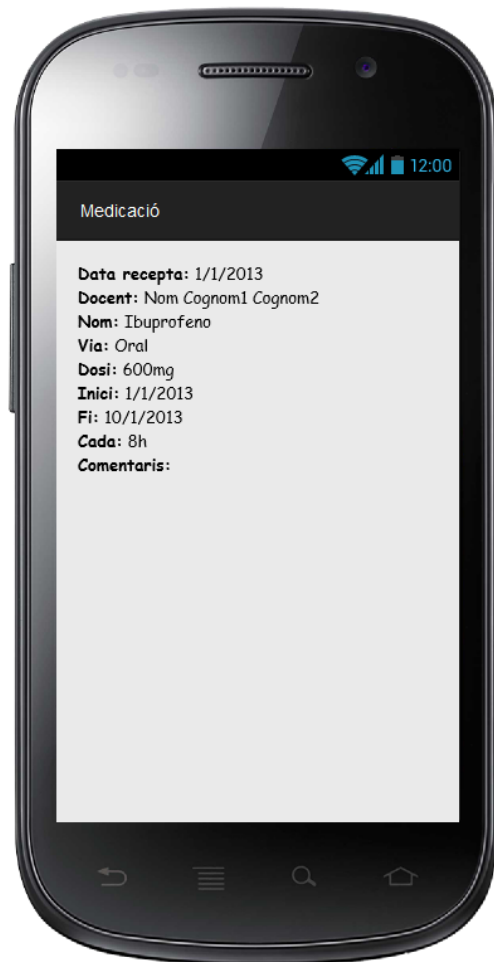 12:00
Medicació
Data recepta: 1/1/2013
Docent: Nom Cognom1 Cognom2
Nom: Ibuprofeno
Via: Oral
Dosi: 600mg
Inici: 1/1/2013
Fi: 10/1/2013
Cada: 8h
Comentaris: